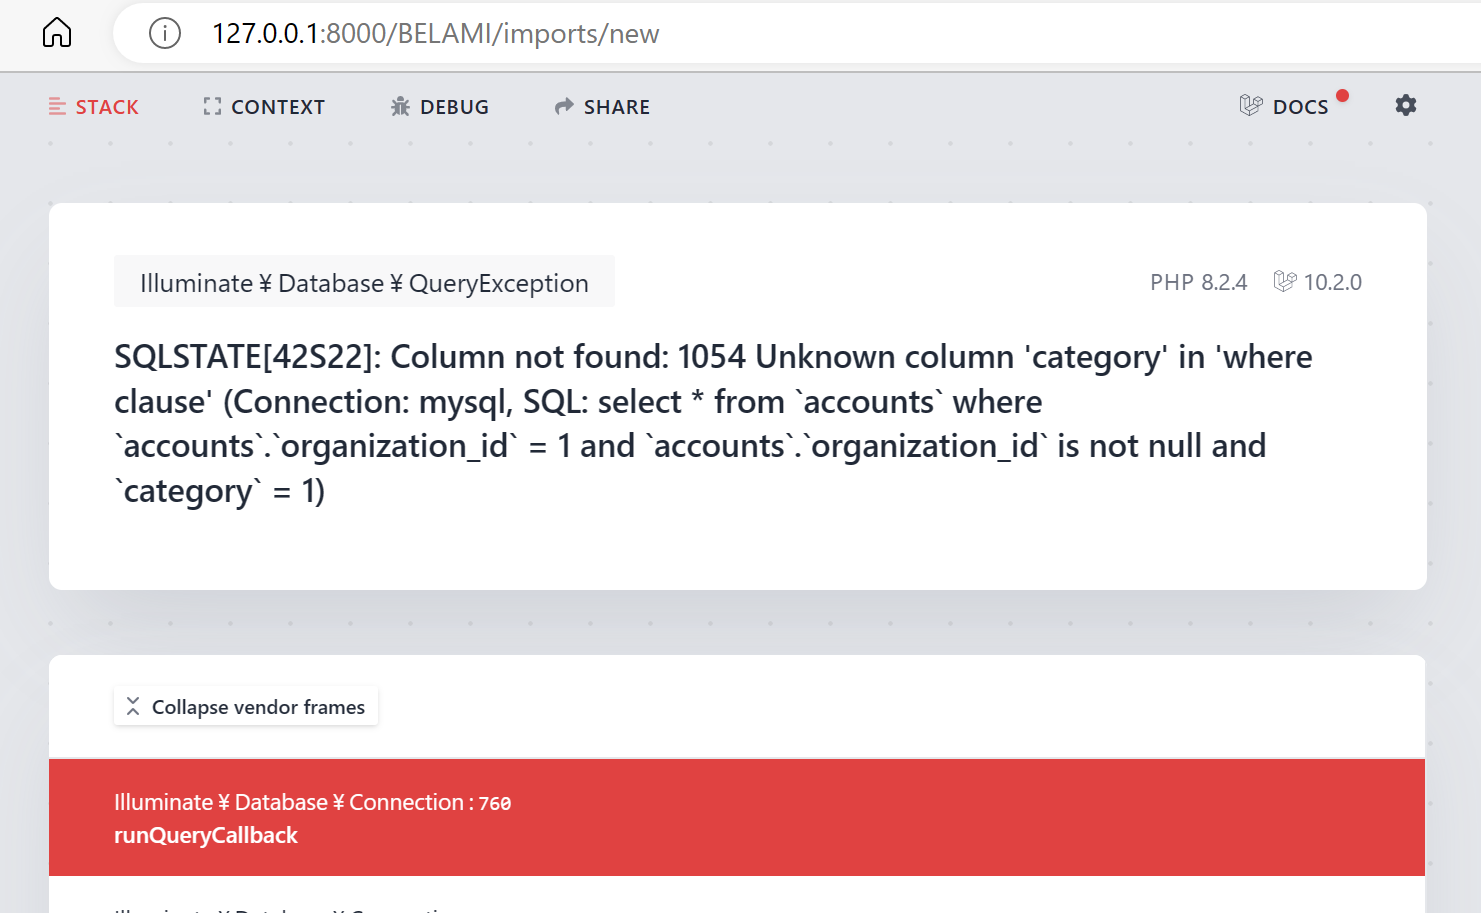 127.0.0.1:8000/BELAMI/imports/new
STACK CONTEXT DEBUG SHARE DOCS
Illuminate ¥ Database ¥ QueryException PHP 8.2.4 10.2.0
SQLSTATE[42S22]: Column not found: 1054 Unknown column 'category' in 'where
clause' (Connection: mysql, SQL: select * from `accounts` where
`accounts`.`organization_id` = 1 and `accounts`.`organization_id` is not null and
`category` = 1)
Collapse vendor frames
Illuminate ¥ Database ¥ Connection : 760
runQueryCallback